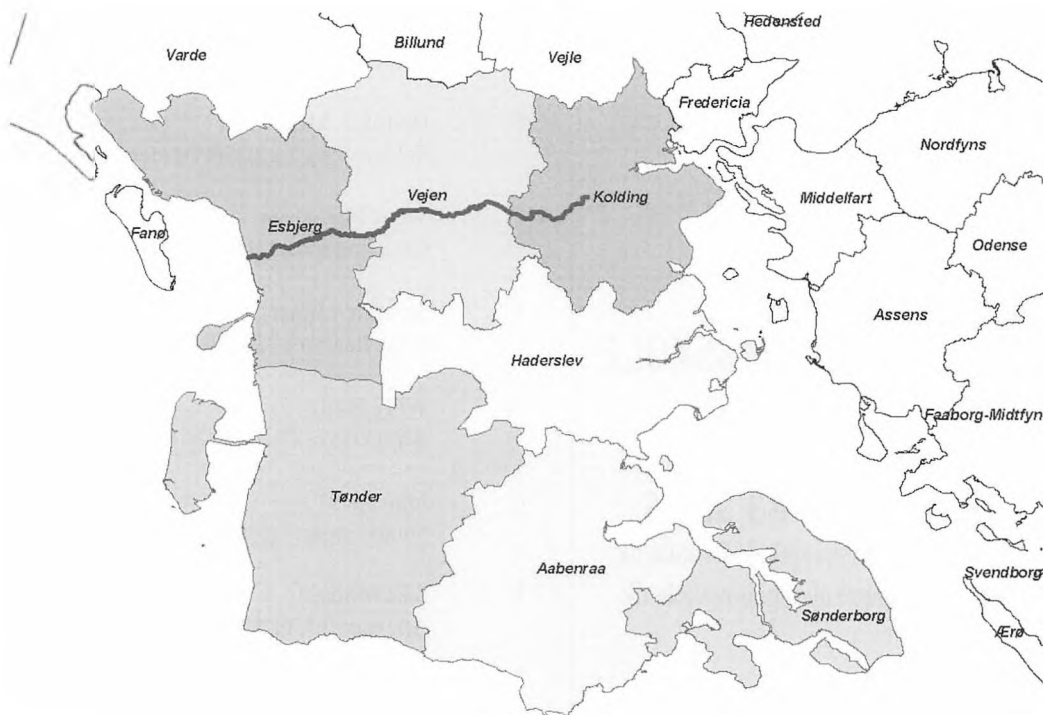 Hedensted
Billund
Varde
Vejle
Fredericia
Nordfyns
Vejen
Kolding
Middelfart
Esbjerg
Fanø
Odense
Assens
Haderslev
Faaborg-Midtfyn
Tønder
Aabenraa
Svendborg
Sønderborg
Ærø